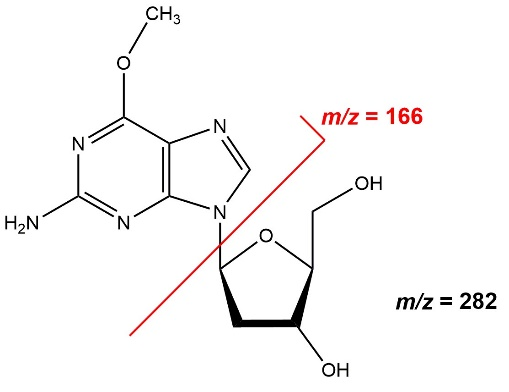 CH3
O
m/z = 166
N
N
N
N
H2N
OH
O
m/z = 282
OH